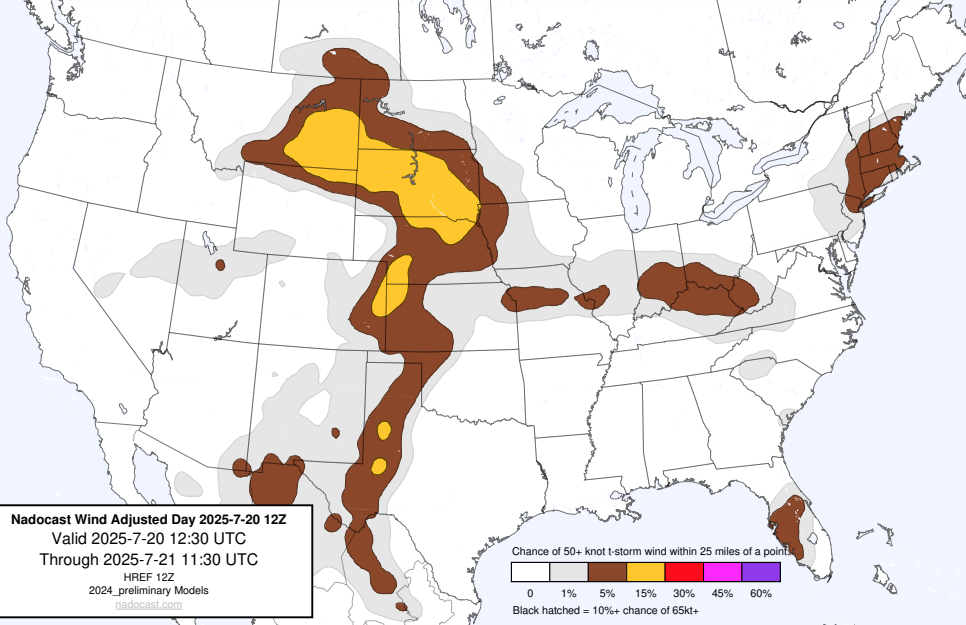 Nadocast Wind Adjusted Day 2025-7-20 12Z
Valid 2025-7-20 12:30 UTC
Through 2025-7-21 11:30 UTC
HREF 12Z
2024_preliminary Models
nadocast.com
Chance of 50+ knot t-storm wind within 25 miles of a point.
0 1% 5% 15% 30% 45% 60%
Black hatched = 10%+ chance of 65kt+